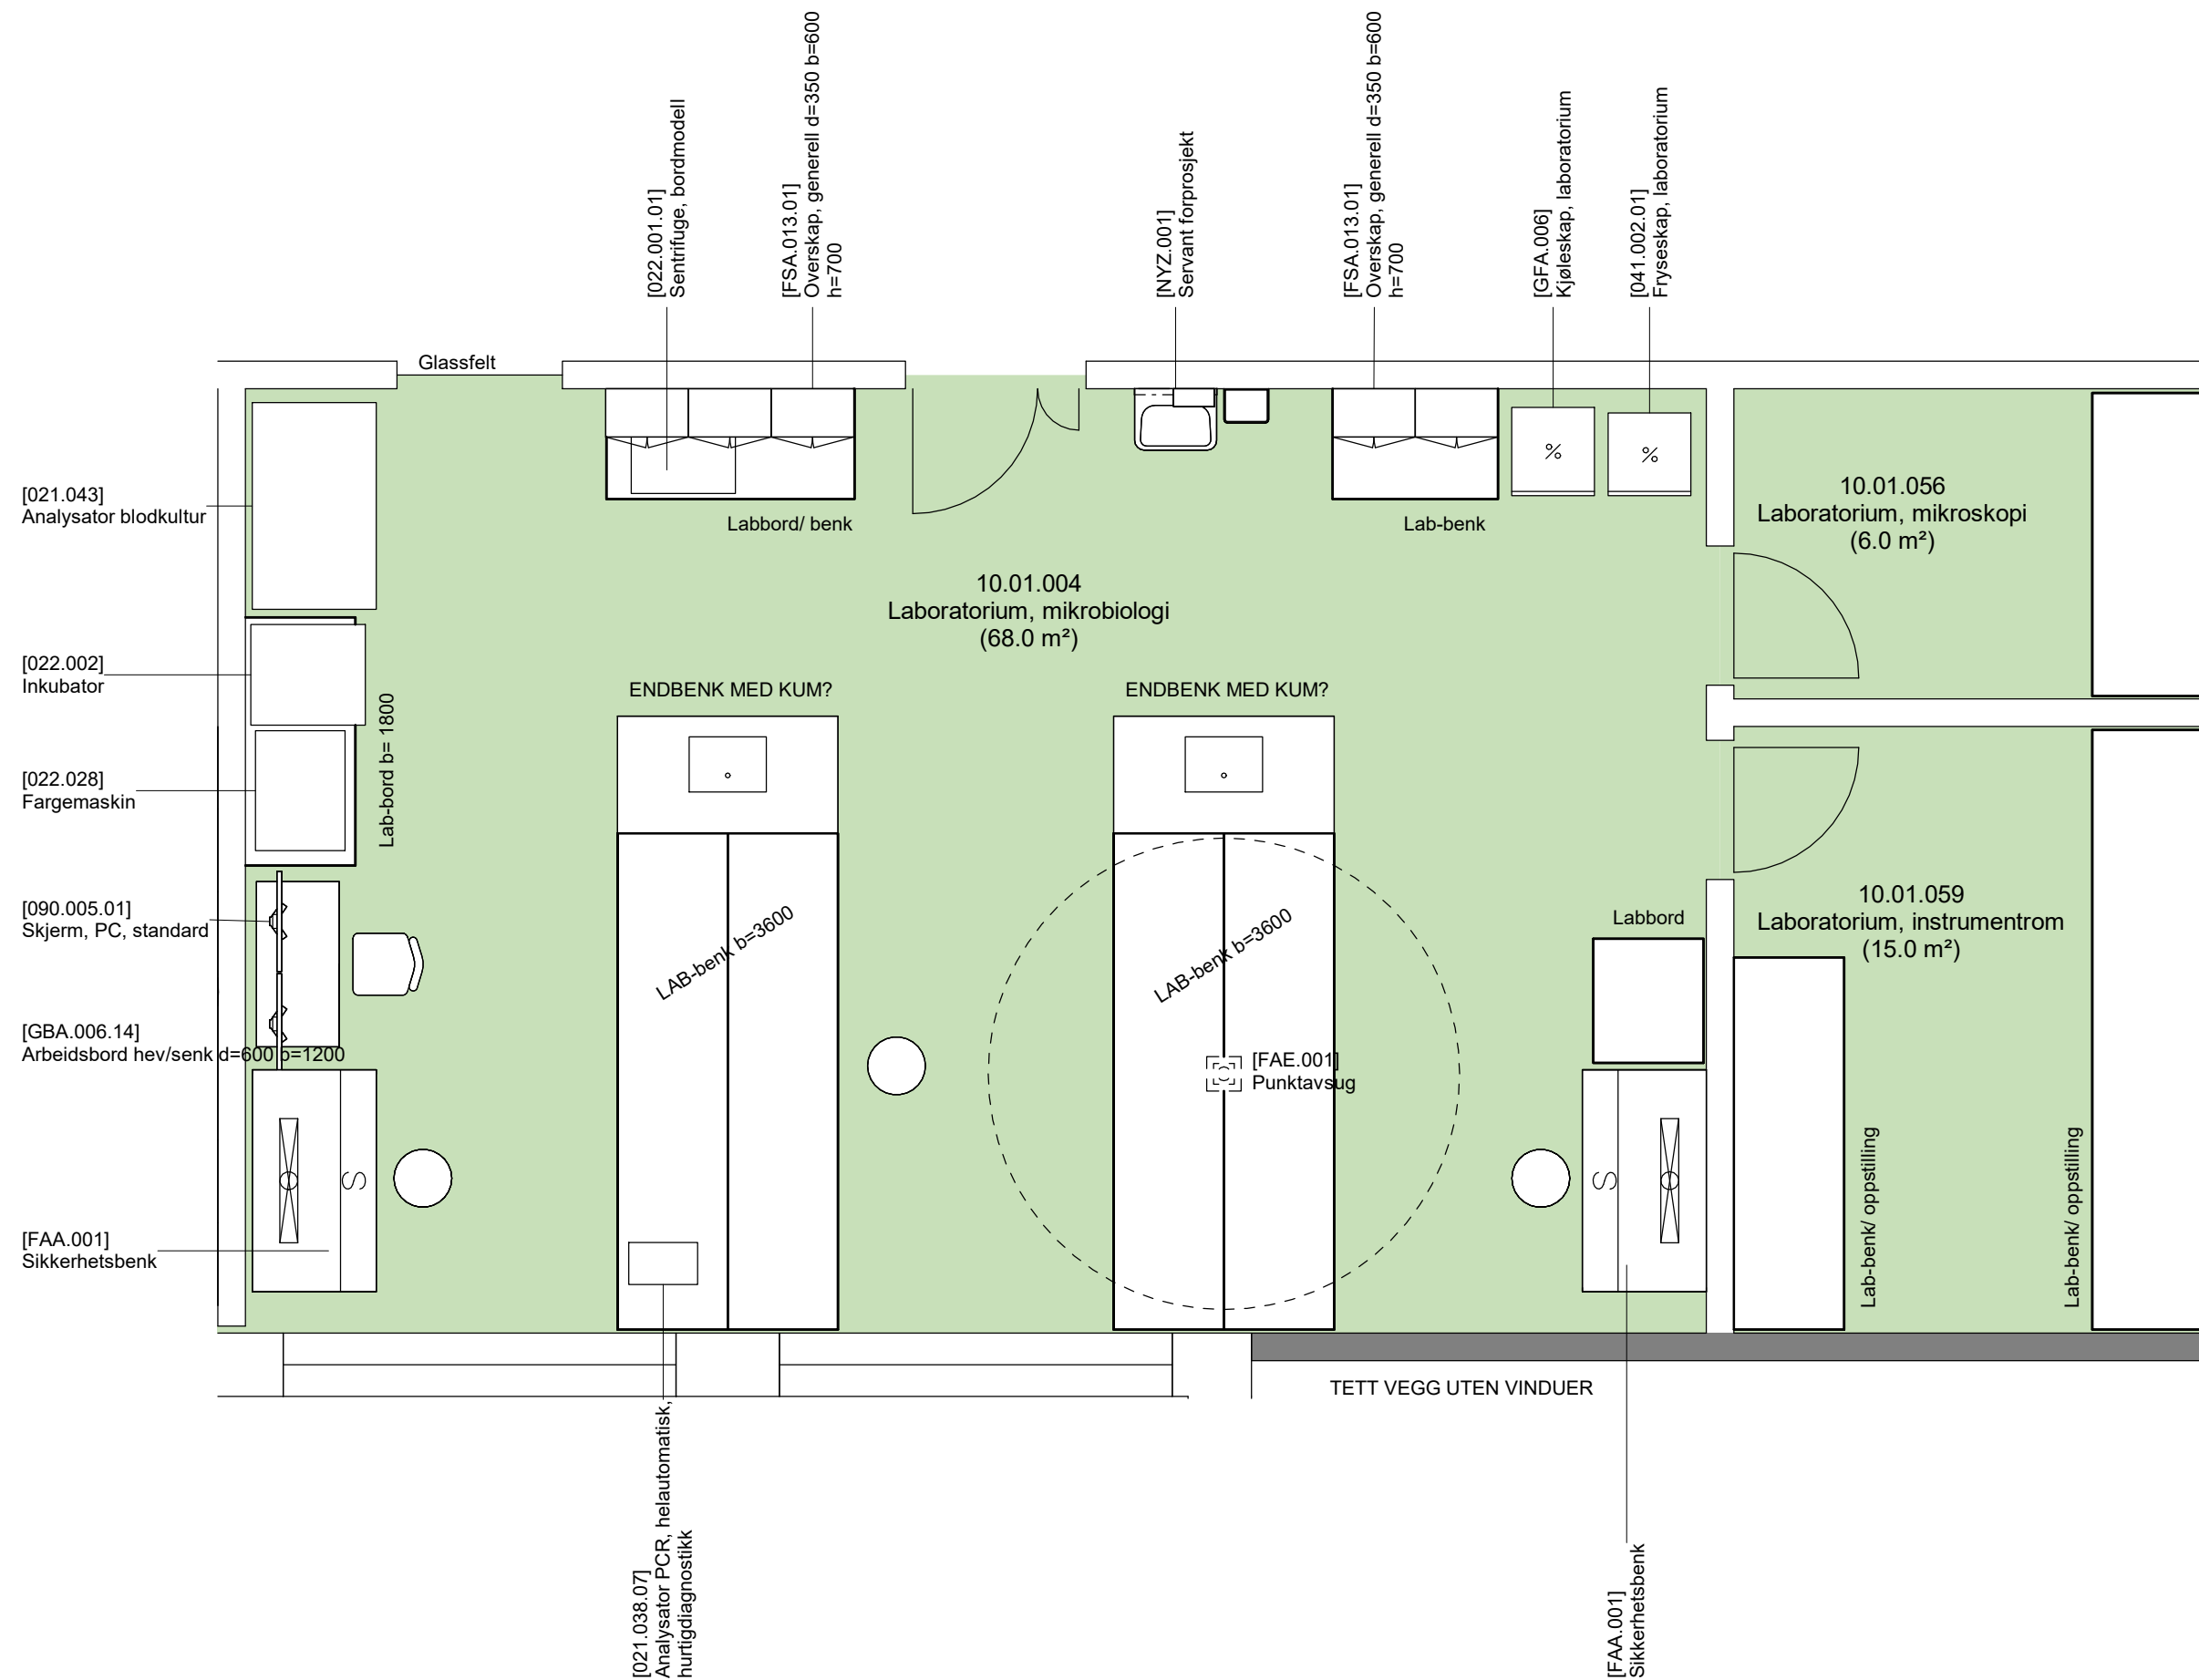 [022.001.01]
Sentrifuge, bordmodell
[FSA.013.01]
Overskap, generell d=350 b=600
h=700
[NYZ.001]
Servant forprosjekt
[FSA.013.01]
Overskap, generell d=350 b=600
h=700
[GFA.006]
Kjøleskap, laboratorium
[041.002.01]
Fryseskap, laboratorium
Glassfelt
[021.043]
Analysator blodkultur
Labbord/ benk
Lab-benk
%
%
10.01.056
Laboratorium, mikroskopi
(6.0 m²)
10.01.004
Laboratorium, mikrobiologi
(68.0 m²)
[022.002]
Inkubator
ENDBENK MED KUM?
ENDBENK MED KUM?
Lab-bord b= 1800
[022.028]
Fargemaskin
[090.005.01]
Skjerm, PC, standard
LAB-benk b=3600
LAB-benk b=3600
Labbord
10.01.059
Laboratorium, instrumentrom
(15.0 m²)
[GBA.006.14]
Arbeidsbord hev/senk d=600 b=1200
[FAE.001]
Punktavsug
S
S
Lab-benk/ oppstilling
Lab-benk/ oppstilling
[FAA.001]
Sikkerhetsbenk
TETT VEGG UTEN VINDUER
[021.038.07]
Analysator PCR, helautomatisk,
hurtigdiagnostikk
[FAA.001]
Sikkerhetsbenk